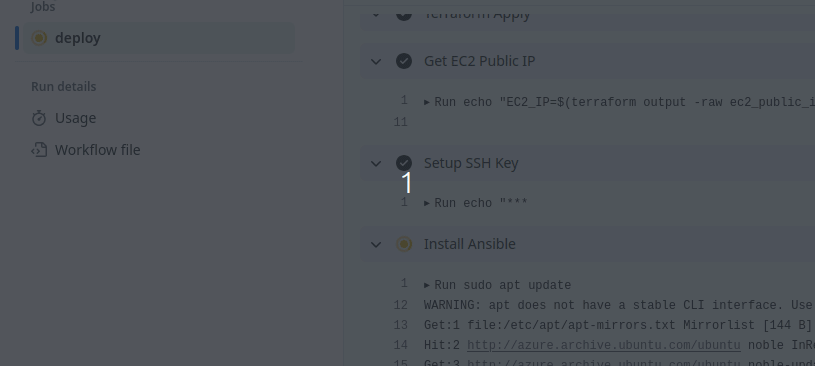 Jobs
deploy
Run details
Usage
Workflow file
Terraform Apply
Get EC2 Public IP
1 Run echo "EC2_IP=$(terraform output -raw ec2_public_i
11
Setup SSH Key
1
1 Run echo "***
Install Ansible
1 Run sudo apt update
12 WARNING: apt does not have a stable CLI interface. Use
13 Get:1 file:/etc/apt/apt-mirrors.txt Mirrorlist [144 B]
14 Hit:2 http://azure.archive.ubuntu.com/ubuntu noble InRe
15 Get:3 http://azure.archive.ubuntu.com/ubuntu noble-upda